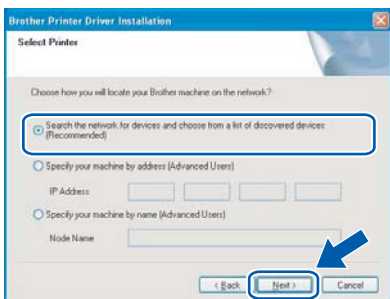 Brother Printer Driver Installation
Select Printer
Choose how you will locate your Brother machine on the network?
Search the network for devices and choose from a list of discovered devices
(Recommended)
Specify your machine by address (Advanced Users)
IP Address
Specify your machine by name (Advanced Users)
Node Name
< Back
Next >
Cancel